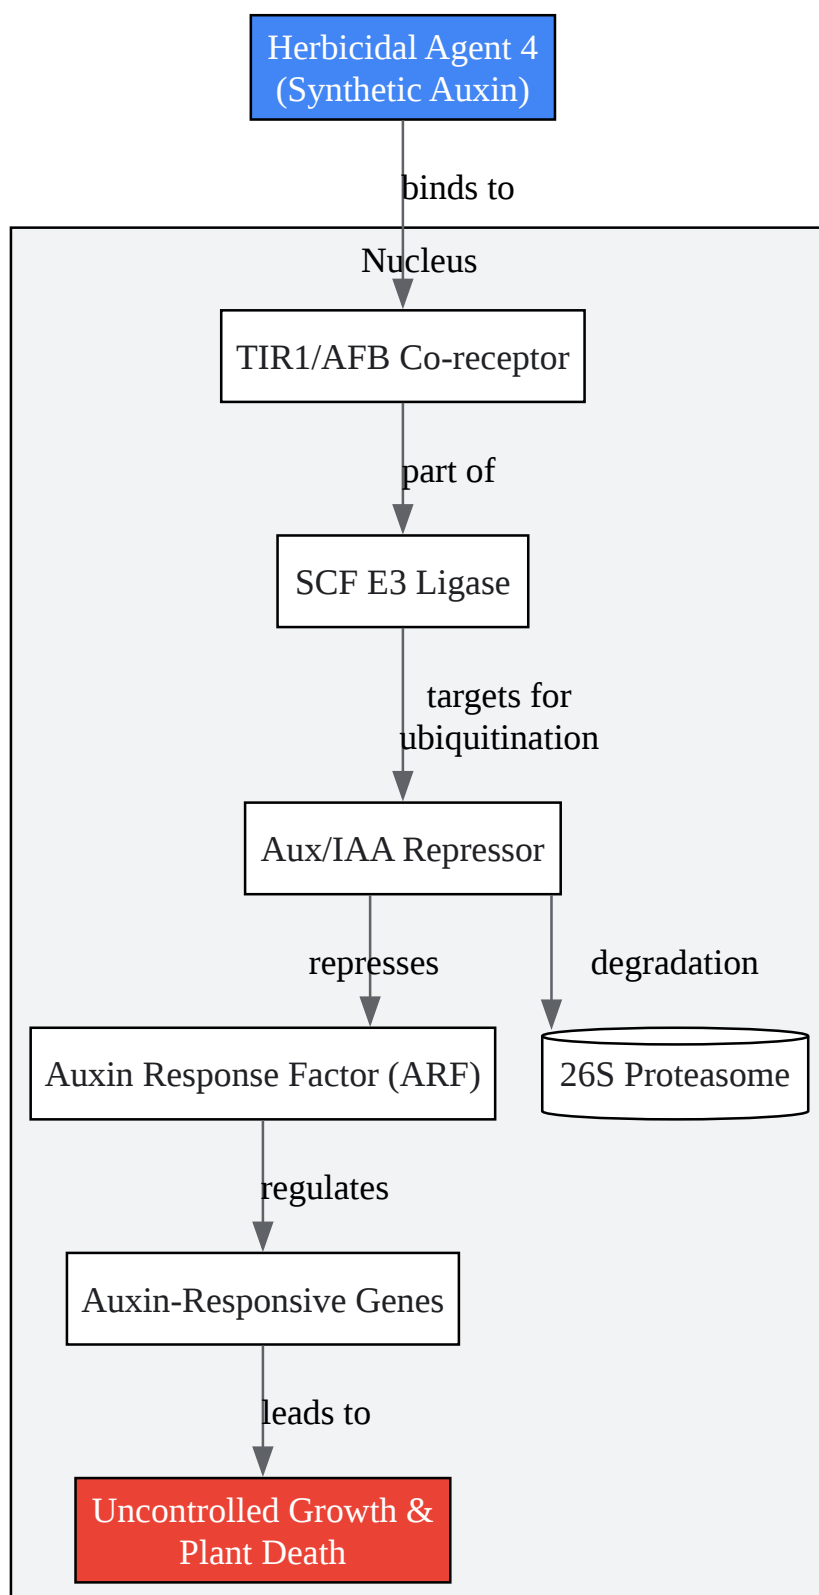 Herbicidal Agent 4
(Synthetic Auxin)
binds to
Nucleus
TIR1/AFB Co-receptor
part of
SCF E3 Ligase
targets for
ubiquitination
Aux/IAA Repressor
represses
degradation
Auxin Response Factor (ARF)
26S Proteasome
regulates
Auxin-Responsive Genes
leads to
Uncontrolled Growth &
Plant Death